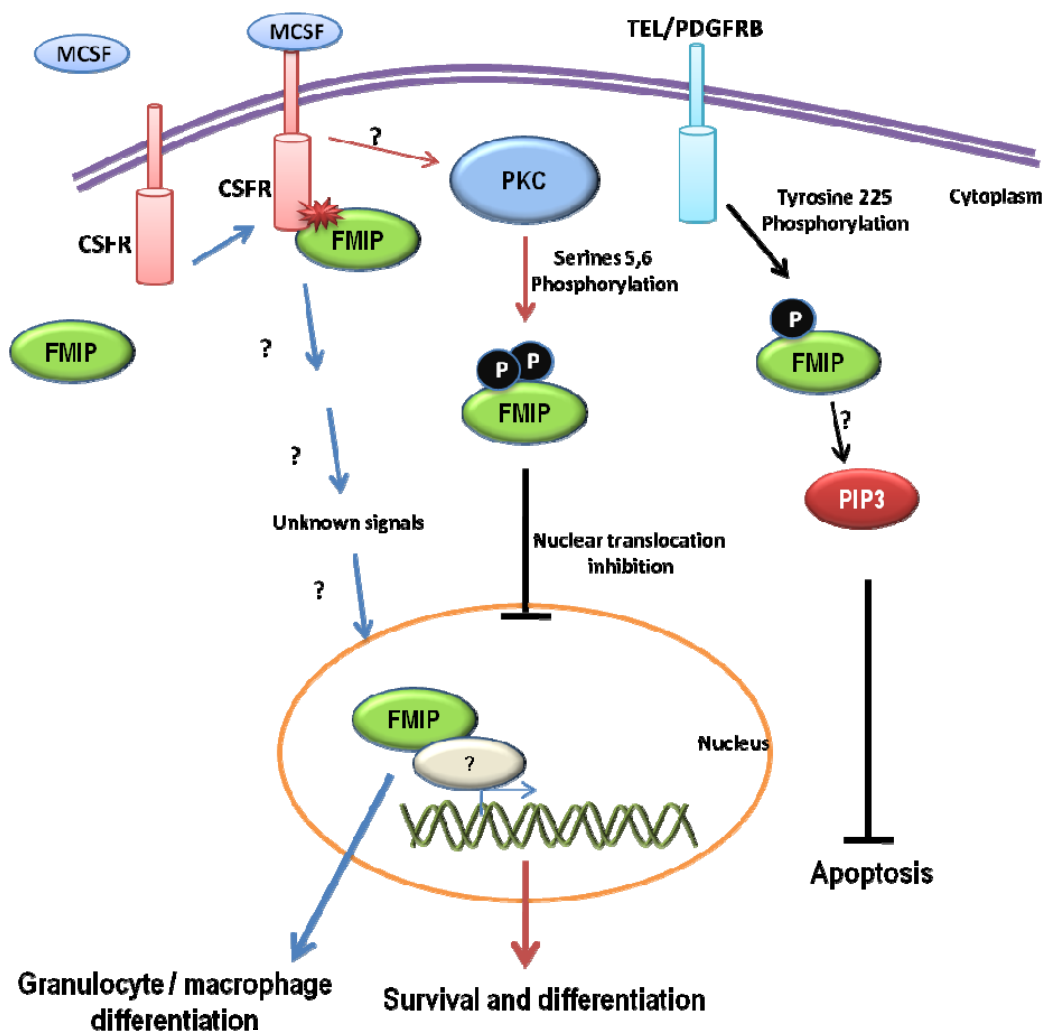 MCSF
MCSF
TEL/PDGFRB
?
CSFR
PKC
Tyrosine 225
Phosphorylation
Cytoplasm
CSFR
FMIP
Serines 5,6
Phosphorylation
FMIP
?
P
P P
FMIP
FMIP
?
?
PIP3
Unknown signals
Nuclear translocation
inhibition
?
FMIP
Nucleus
?
Apoptosis
Granulocyte / macrophage
differentiation
Survival and differentiation